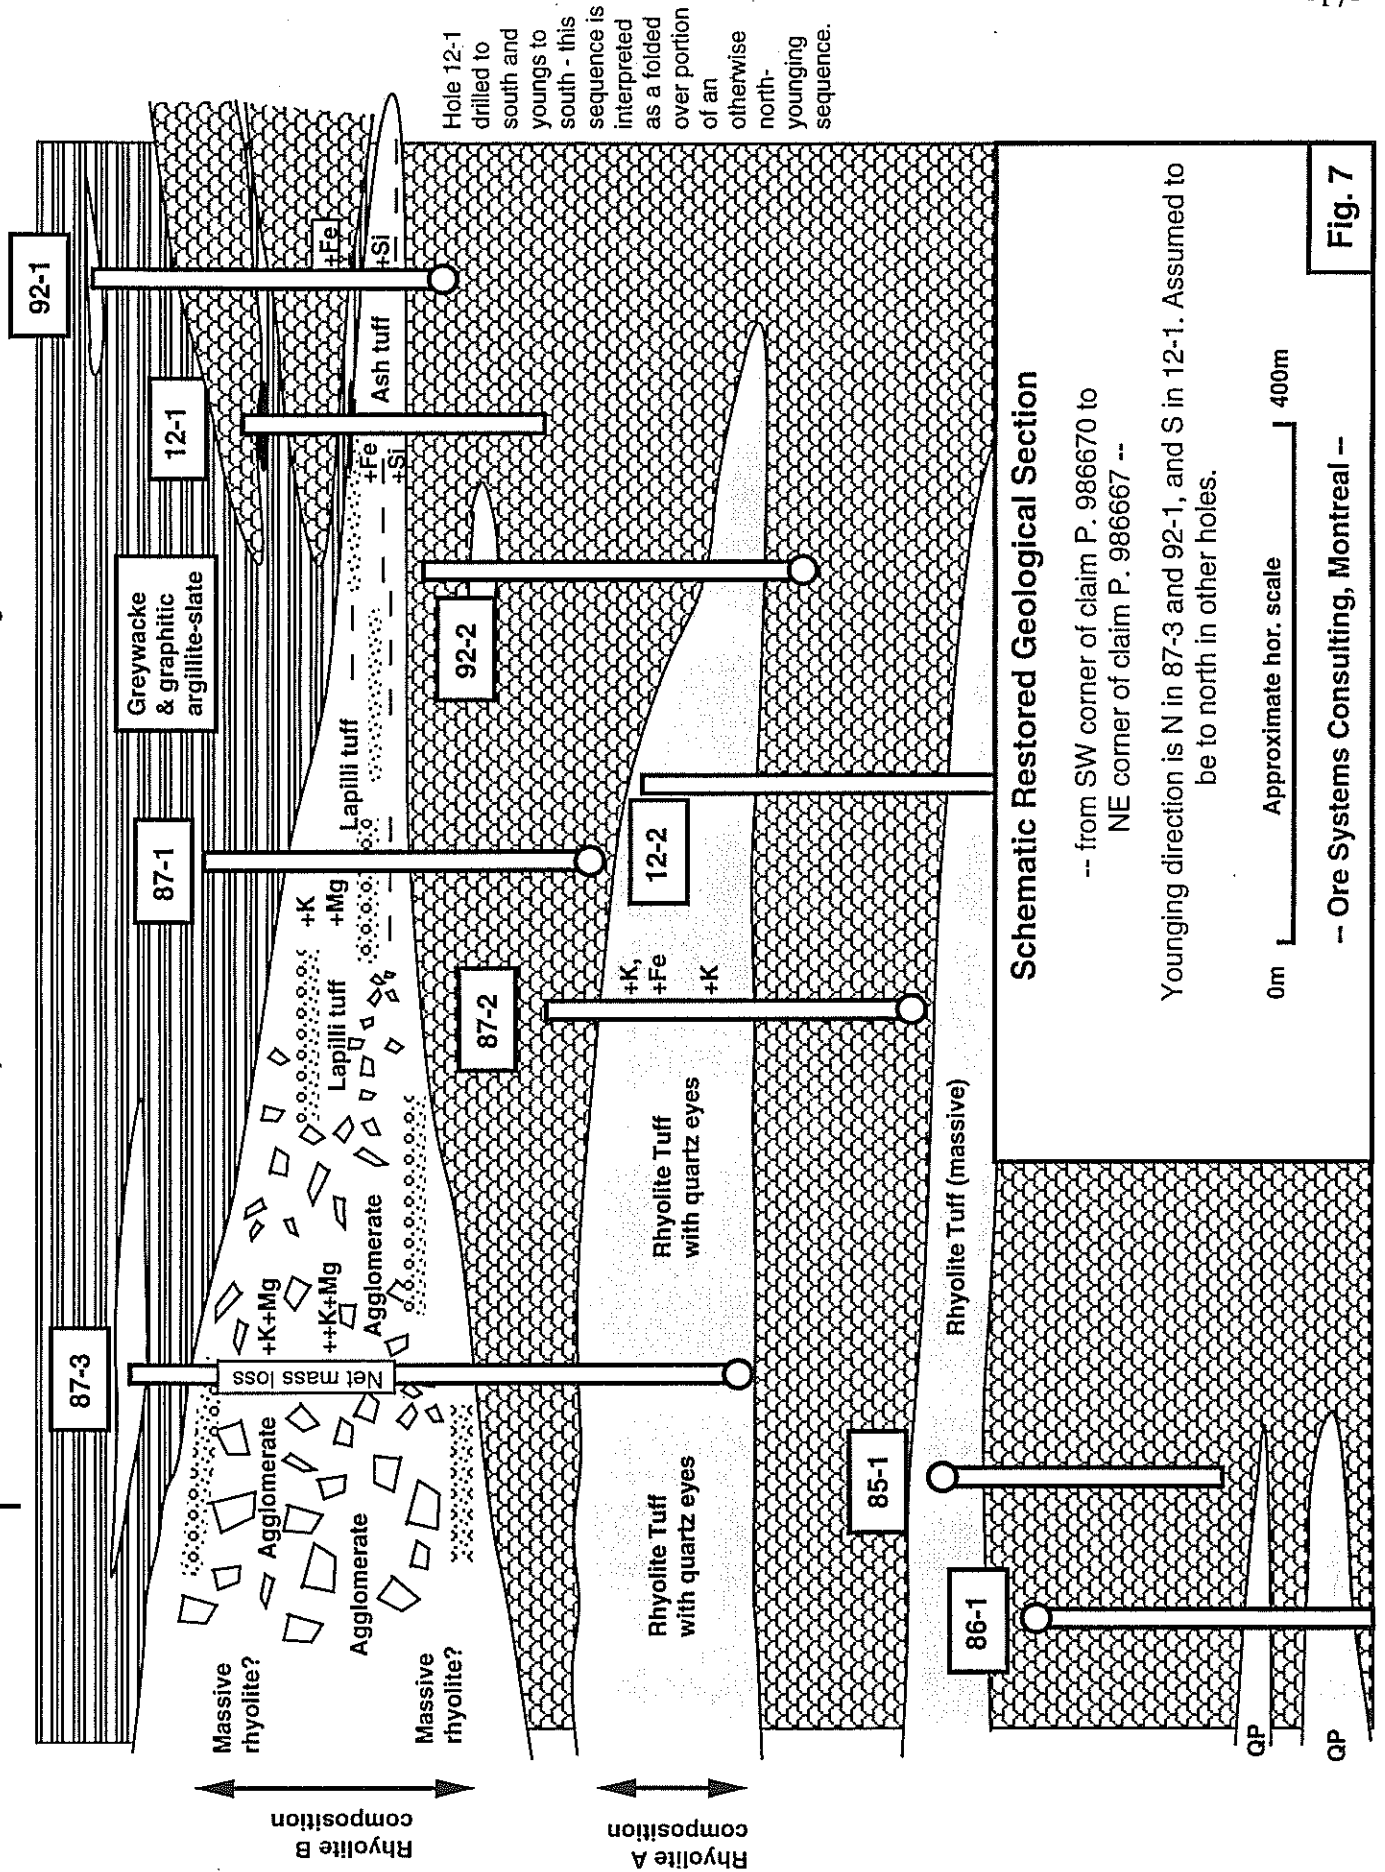 92-1
12-1
Greywacke
& graphitic
argillite-slate
87-1
87-3
Hole 12-1
drilled to
south and
youngs to
south - this
sequence is
interpreted
as a folded
over portion
of an
otherwise
north-
younging
sequence.
+Fe
+Si
Ash tuff
+Fe
+Si
Lapilli tuff
+K
+Mg
Lapilli tuff
92-2
87-2
12-2
+K+Mg
++K+Mg
Agglomerate
Net mass loss
Agglomerate
Agglomerate
Massive
rhyolite?
Massive
rhyolite?
Rhyolite B
composition
+K,
+Fe
+K
Rhyolite Tuff
with quartz eyes
Rhyolite Tuff
with quartz eyes
Rhyolite A
composition
Rhyolite Tuff (massive)
85-1
86-1
QP
QP
Schematic Restored Geological Section
-- from SW corner of claim P. 986670 to
NE corner of claim P. 986667 --
Younging direction is N in 87-3 and 92-1, and S in 12-1. Assumed to
be to north in other holes.
Approximate hor. scale
0m 400m
-- Ore Systems Consulting, Montreal --
Fig. 7